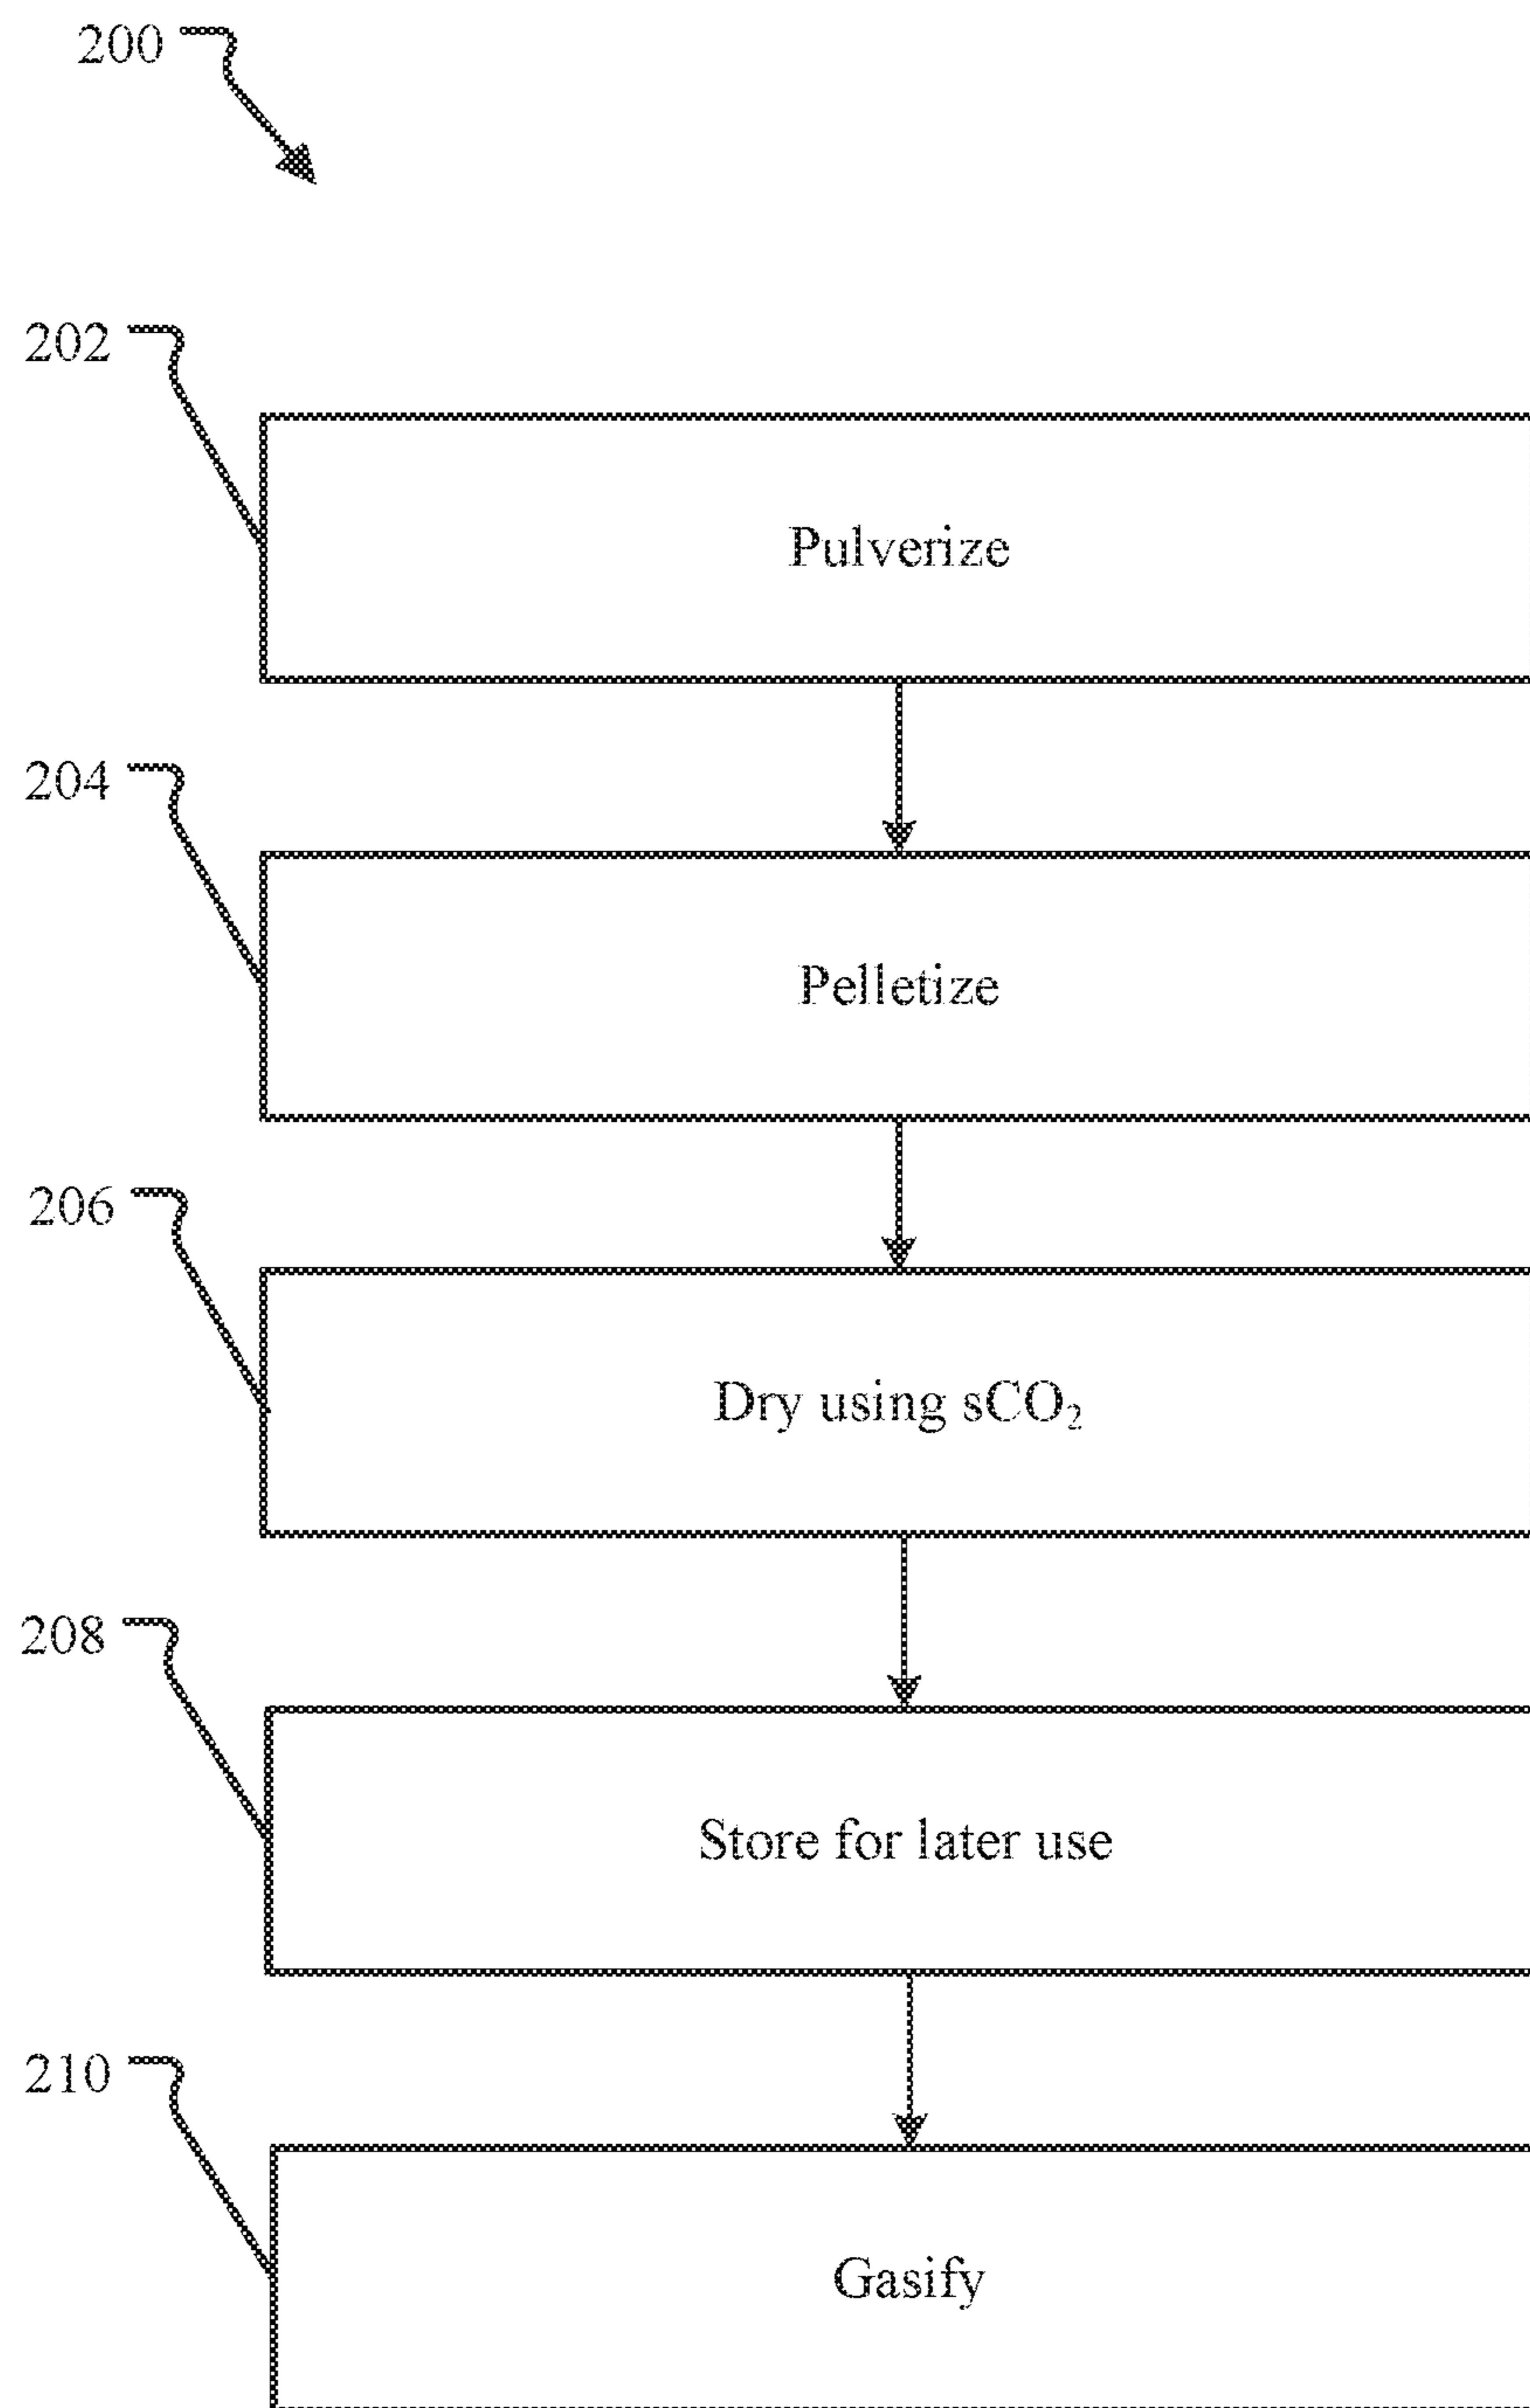 200
202
Pulverize
204
Pelletize
206
Dry using sCO₂
208
Store for later use
210
Gasify